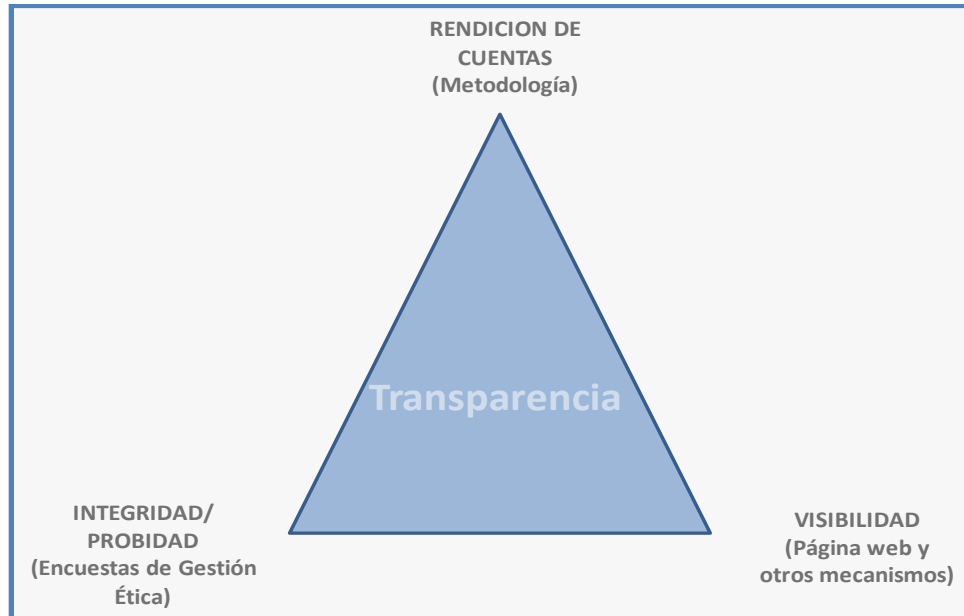 RENDICION DE
CUENTAS
(Metodología)
Transparencia
INTEGRIDAD/
PROBIDAD
(Encuestas de Gestión
Ética)
VISIBILIDAD
(Página web y
otros mecanismos)